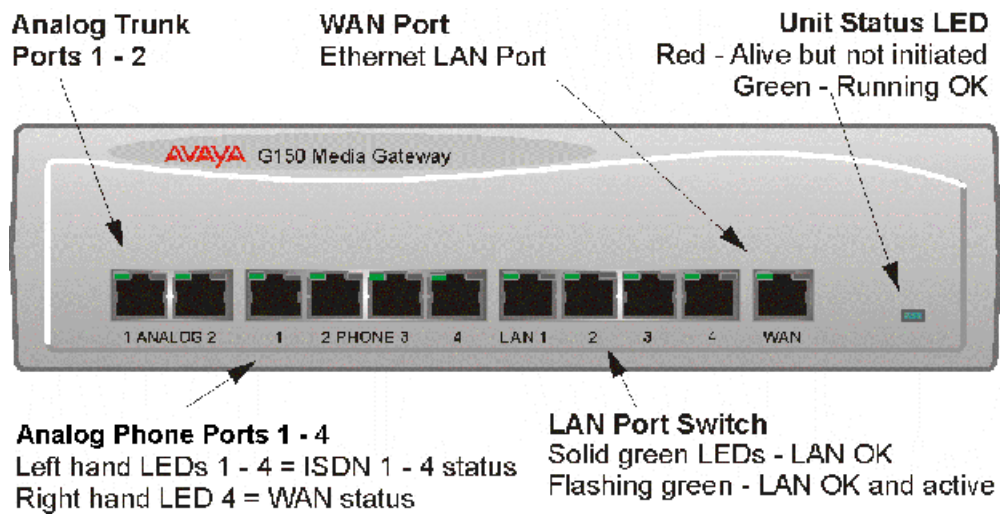 Analog Trunk
Ports 1 - 2
WAN Port
Ethernet LAN Port
Unit Status LED
Red - Alive but not initiated
Green - Running OK
AVAYA G150 Media Gateway
1 ANALOG 2 1 2 PHONE 3 4 LAN 1 2 3 4 WAN
Analog Phone Ports 1 - 4
Left hand LEDs 1 - 4 = ISDN 1 - 4 status
Right hand LED 4 = WAN status
LAN Port Switch
Solid green LEDs - LAN OK
Flashing green - LAN OK and active